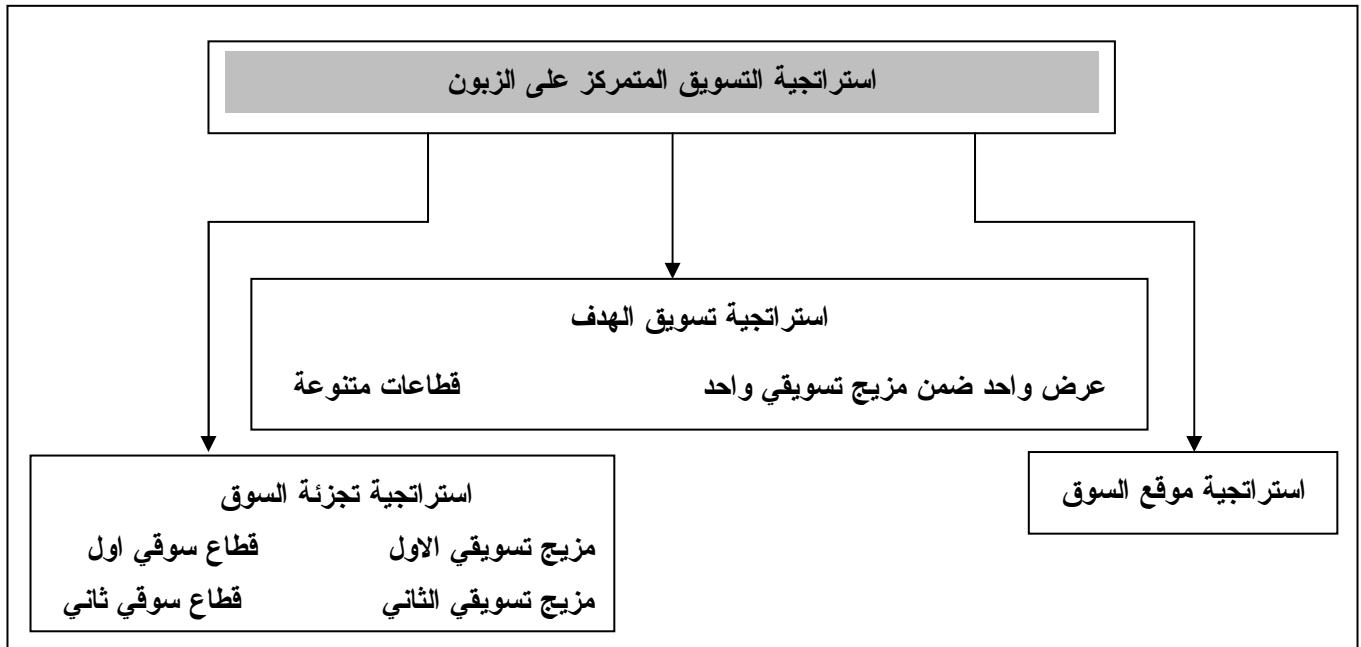 استراتجية التسويق المتمركز على الزبون
استراتجية تسويق الهدف
عرض واحد ضمن مزيج تسويقي واحد قطاعات متنوعة
استراتجية موقع السوق
استراتجية تجزئة السوق
مزيج تسويقي الاول قطاع سوقي اول
مزيج تسويقي الثاني قطاع سوقي ثاني